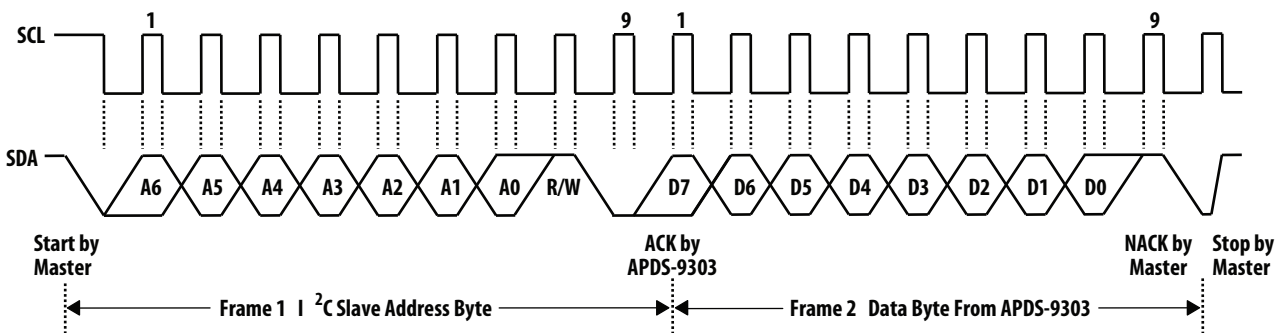 1 9 1 9
SCL
SDA A6 A5 A4 A3 A2 A1 A0 R/W D7 D6 D5 D4 D3 D2 D1 D0
Start by
Master
ACK by
APDS-9303
NACK by
Master
Stop by
Master
Frame 1 I ²C Slave Address Byte
Frame 2 Data Byte From APDS-9303